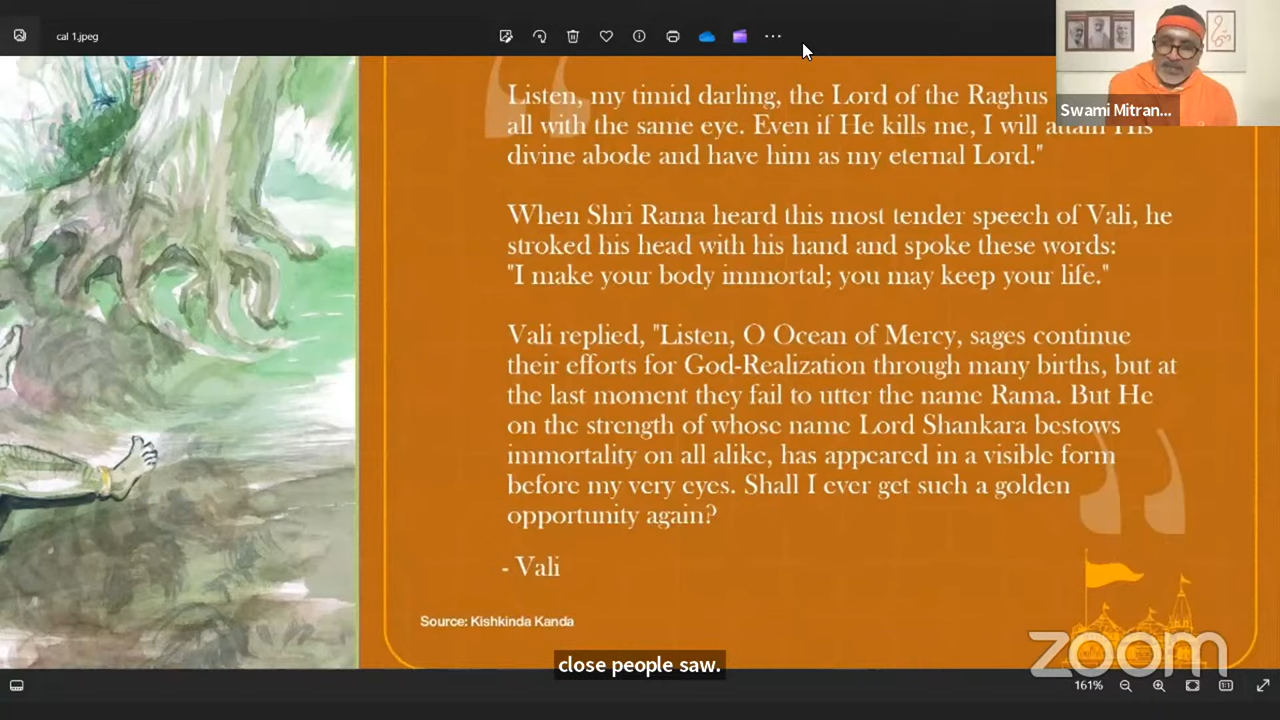 cal 1.jpeg
Swami Mitran...
Listen, my timid darling, the Lord of the Raghus
all with the same eye. Even if He kills me, I will attain His
divine abode and have him as my eternal Lord."
When Shri Rama heard this most tender speech of Vali, he
stroked his head with his hand and spoke these words:
"I make your body immortal; you may keep your life."
Vali replied, "Listen, O Ocean of Mercy, sages continue
their efforts for God-Realization through many births, but at
the last moment they fail to utter the name Rama. But He
on the strength of whose name Lord Shankara bestows
immortality on all alike, has appeared in a visible form
before my very eyes. Shall I ever get such a golden
opportunity again?
- Vali
Source: Kishkinda Kanda
zoom
close people saw.
161%